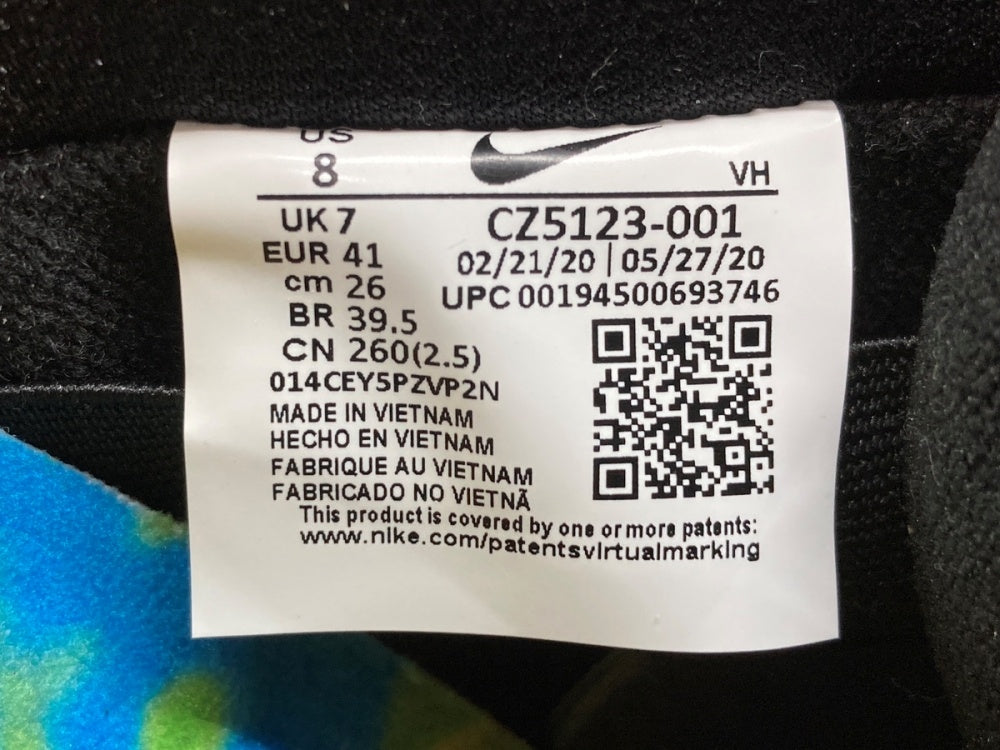 US
8
VH
UK 7
EUR 41
cm 26
BR 39.5
CN 260(2.5)
CZ5123-001
02/21/20 | 05/27/20
UPC 00194500693746
014CEY5PZVP2N
MADE IN VIETNAM
HECHO EN VIETNAM
FABRIQUE AU VIETNAM
FABRICADO NO VIETNÃ
This product is covered by one or more patents:
www.nike.com/patentsvirtualmarking